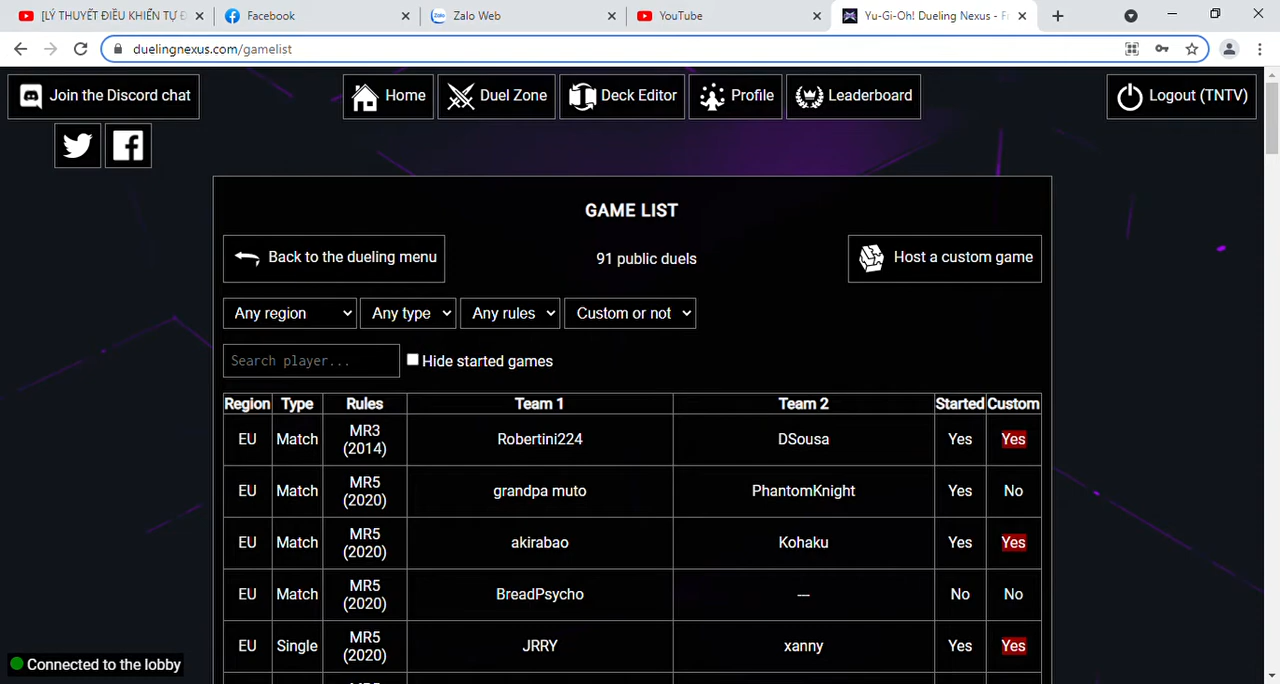 [LÝ THUYẾT ĐIỀU KHIỂN TỰ Đ
Facebook
Zalo Web
YouTube
Yu-Gi-Oh! Dueling Nexus - Fr
duelingnexus.com/gamelist
Join the Discord chat
Home
Duel Zone
Deck Editor
Profile
Leaderboard
Logout (TNTV)
GAME LIST
Back to the dueling menu
91 public duels
Host a custom game
Any region
Any type
Any rules
Custom or not
Search player...
Hide started games
Region Type Rules Team 1 Team 2 Started Custom
EU Match MR3 (2014) Robertini224 DSousa Yes Yes
EU Match MR5 (2020) grandpa muto PhantomKnight Yes No
EU Match MR5 (2020) akirabao Kohaku Yes Yes
EU Match MR5 (2020) BreadPsycho --- No No
EU Single MR5 (2020) JRRY xanny Yes Yes
Connected to the lobby